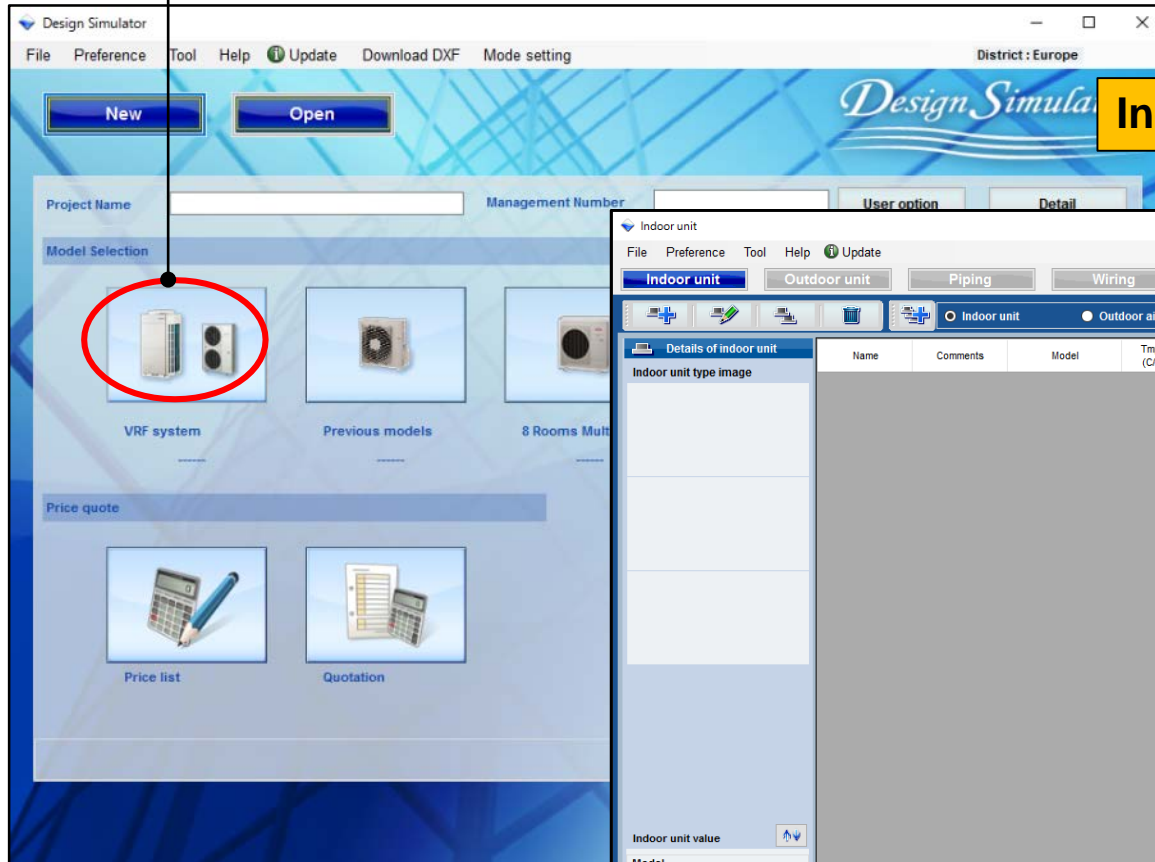 Design Simulator
File Preference Tool Help Update Download DXF Mode setting District : Europe
New Open Design Simula
In
Project Name Management Number User option Detail
Model Selection
VRF system Previous models 8 Rooms Mult
------ ------ ------
Price quote
Price list Quotation
Indoor unit
File Preference Tool Help Update
Indoor unit Outdoor unit Piping Wiring
Indoor unit Outdoor ai
Details of indoor unit Name Comments Model Tm
(C/
Indoor unit type image
Indoor unit value
Model